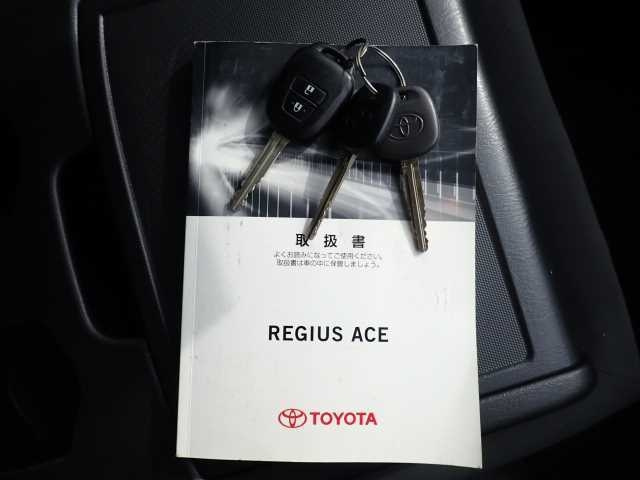 取扱書
よくお読みになってご使用ください。
取扱書は車の中に保管しましょう。
REGIUS ACE
TOYOTA